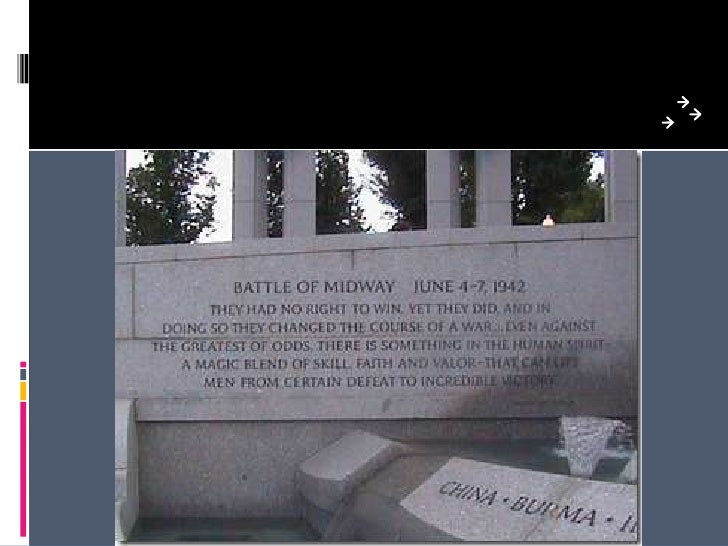 BATTLE OF MIDWAY JUNE 4-7, 1942
THEY HAD NO RIGHT TO WIN. YET THEY DID, AND IN
DOING SO THEY CHANGED THE COURSE OF A WAR...EVEN AGAINST
THE GREATEST OF ODDS, THERE IS SOMETHING IN THE HUMAN SPIRIT-
A MAGIC BLEND OF SKILL, FAITH AND VALOR-THAT CAN LIFT
MEN FROM CERTAIN DEFEAT TO INCREDIBLE VICTORY.
CHINA • BURMA • I